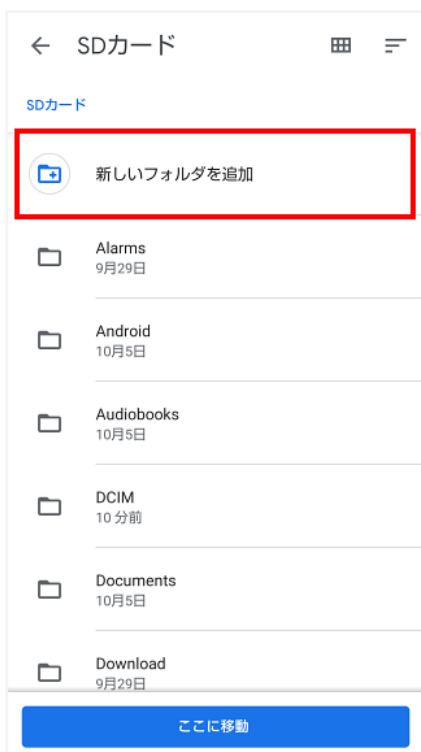 SDカード
SDカード
新しいフォルダを追加
Alarms
9月29日
Android
10月5日
Audiobooks
10月5日
DCIM
10 分前
Documents
10月5日
Download
9月29日
ここに移動